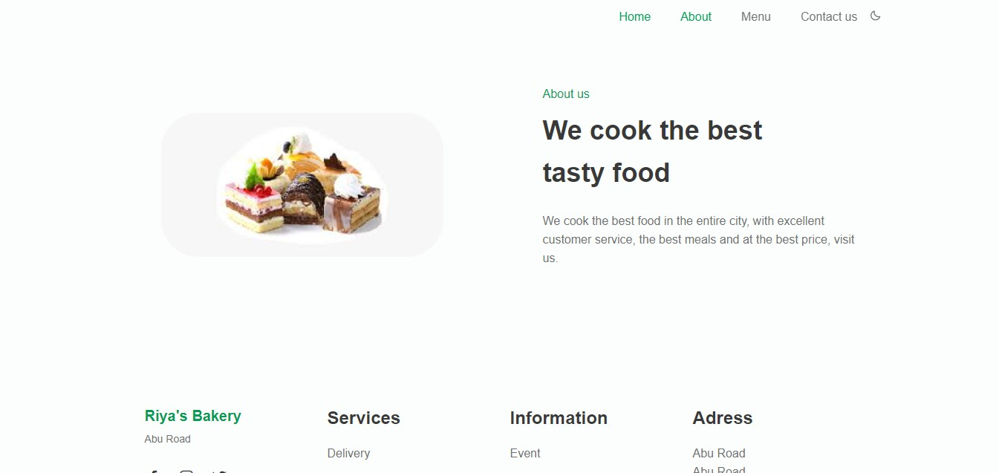 Home About Menu Contact us
About us
We cook the best
tasty food
We cook the best food in the entire city, with excellent
customer service, the best meals and at the best price, visit
us.
Riya's Bakery
Abu Road
Services
Delivery
Information
Event
Adress
Abu Road
Abu Road